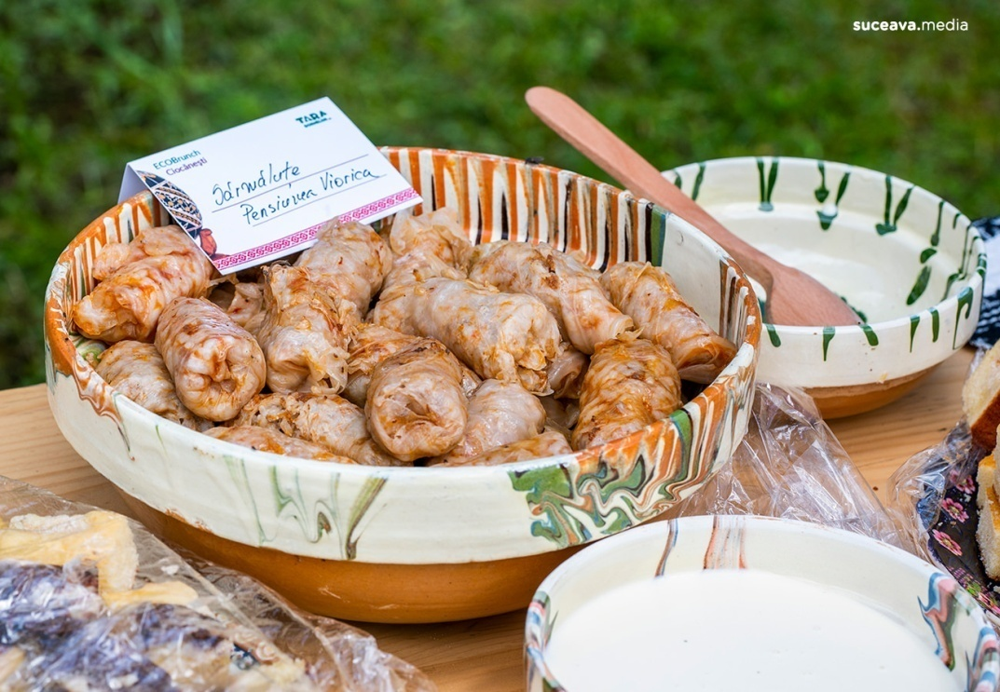 suceava.media
ȚARA
ECOBrunch
Ciocănești
Sărmăluțe
Pensiunea Viorica